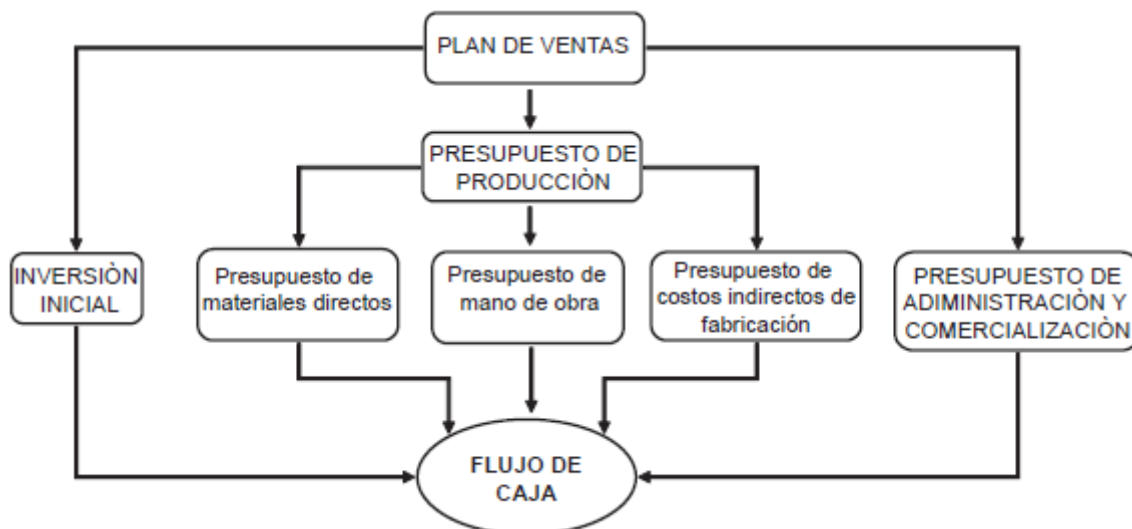 PLAN DE VENTAS
PRESUPUESTO DE
PRODUCCIÒN
INVERSIÒN
INICIAL
Presupuesto de
materiales directos
Presupuesto de
mano de obra
Presupuesto de
costos indirectos de
fabricación
PRESUPUESTO DE
ADIMINISTRACIÒN Y
COMERCIALIZACIÒN
FLUJO DE
CAJA